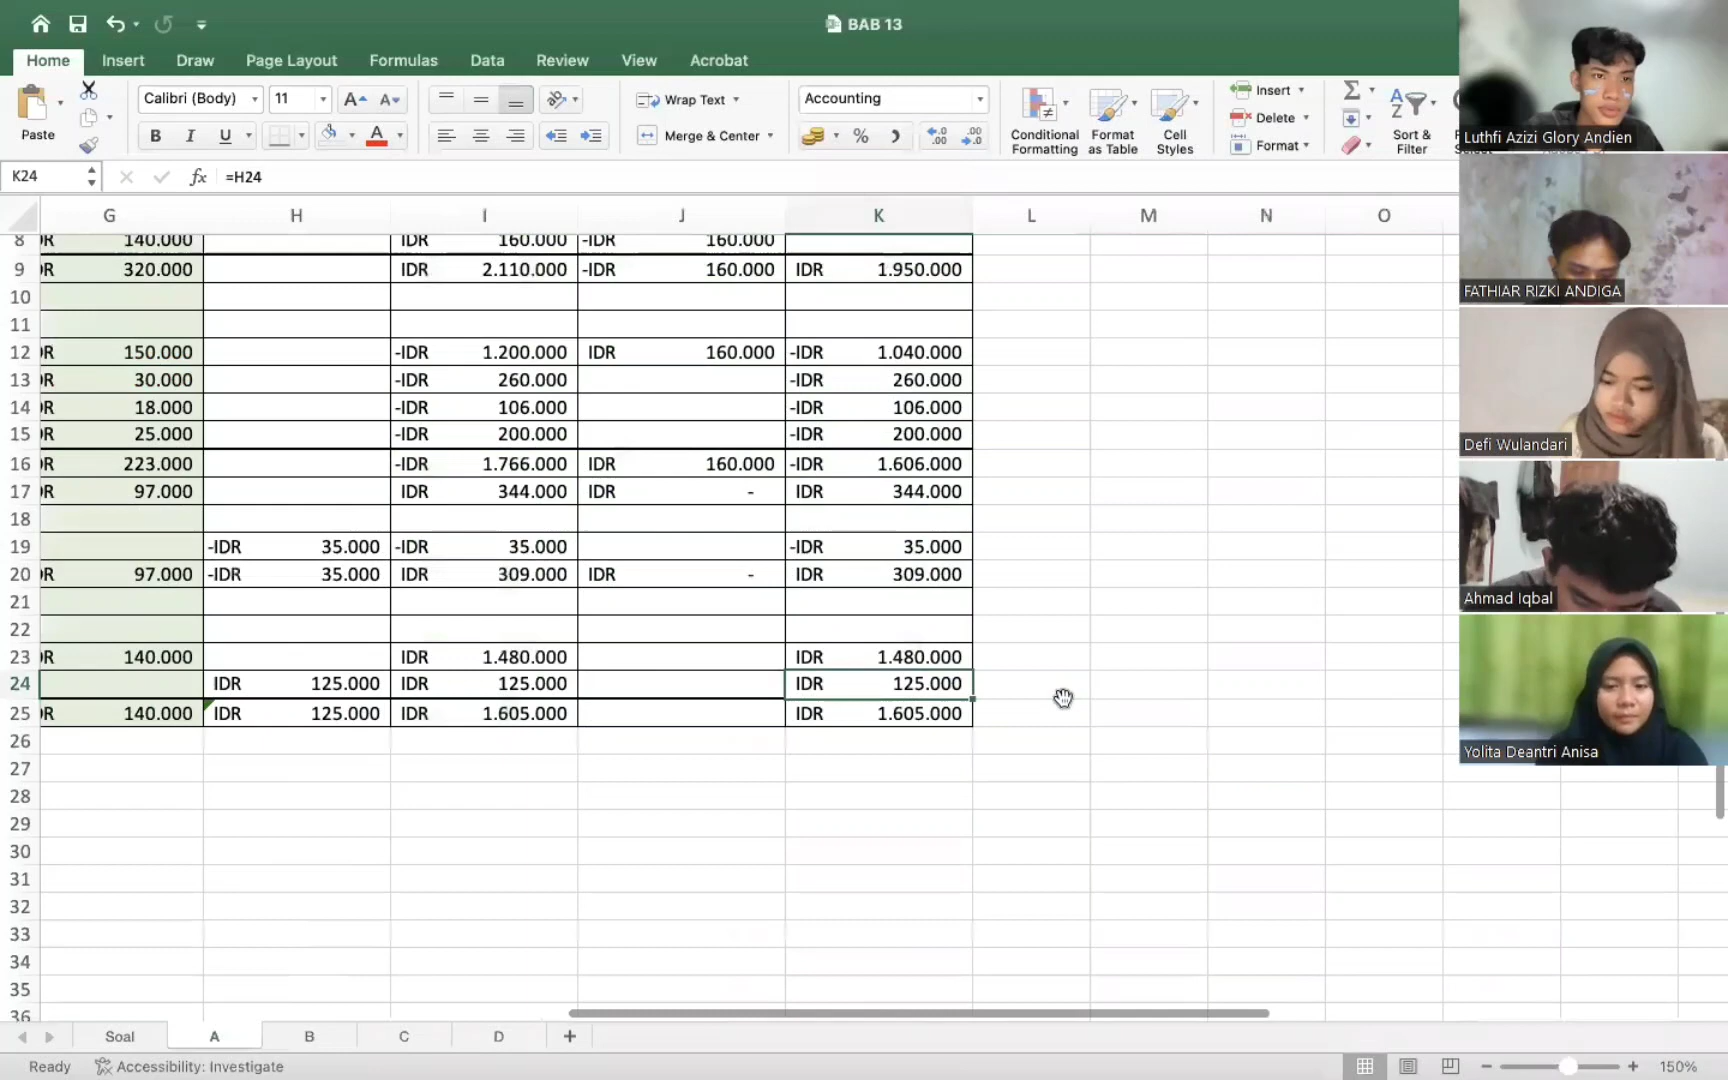 BAB 13
Home Insert Draw Page Layout Formulas Data Review View Acrobat
Paste
Calibri (Body) 11
Wrap Text
Merge & Center
Accounting
Conditional Formatting
Format as Table
Cell Styles
Insert
Delete
Format
Sort & Filter
K24 fx =H24
G H I J K L M N O
8 140.000 IDR 160.000 -IDR 160.000
9 320.000 IDR 2.110.000 -IDR 160.000 IDR 1.950.000
10
11
12 150.000 -IDR 1.200.000 IDR 160.000 -IDR 1.040.000
13 30.000 -IDR 260.000 -IDR 260.000
14 18.000 -IDR 106.000 -IDR 106.000
15 25.000 -IDR 200.000 -IDR 200.000
16 223.000 -IDR 1.766.000 IDR 160.000 -IDR 1.606.000
17 97.000 IDR 344.000 IDR - IDR 344.000
18
19 -IDR 35.000 -IDR 35.000 -IDR 35.000
20 97.000 -IDR 35.000 IDR 309.000 IDR - IDR 309.000
21
22
23 140.000 IDR 1.480.000 IDR 1.480.000
24 IDR 125.000 IDR 125.000 IDR 125.000
25 140.000 IDR 125.000 IDR 1.605.000 IDR 1.605.000
26
27
28
29
30
31
32
33
34
35
36
Soal A B C D +
Ready Accessibility: Investigate 150%
Luthfi Azizi Glory Andien
FATHIAR RIZKI ANDIGA
Defi Wulandari
Ahmad Iqbal
Yolita Deantri Anisa